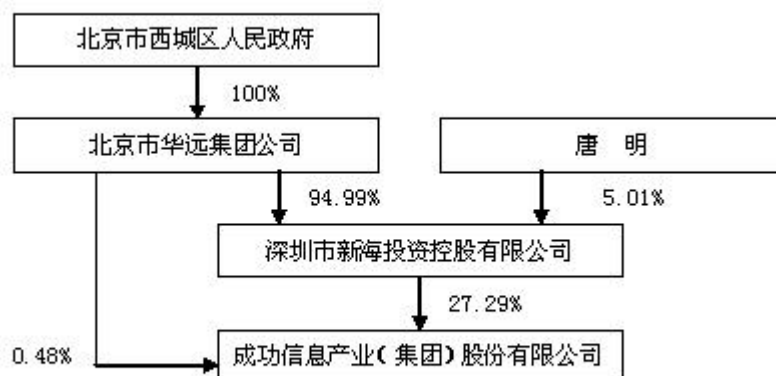 北京市西城区人民政府
100%
北京市华远集团公司
唐 明
94.99%
5.01%
深圳市新海投资控股有限公司
27.29%
0.48%
成功信息产业(集团)股份有限公司